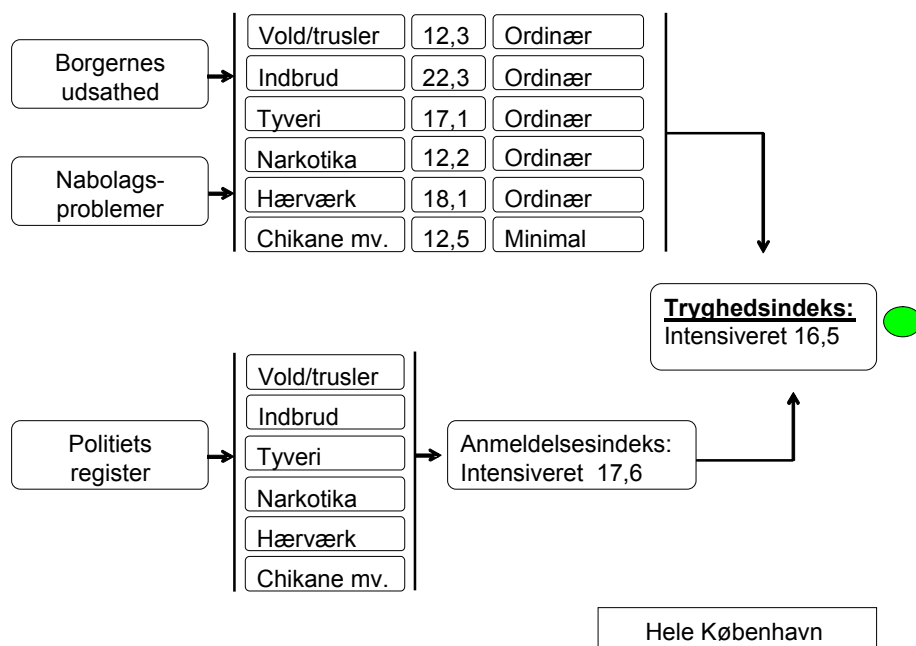 Borgernes
udsathed
Nabolags-
problemer
Vold/trusler 12,3 Ordinær
Indbrud 22,3 Ordinær
Tyveri 17,1 Ordinær
Narkotika 12,2 Ordinær
Hærværk 18,1 Ordinær
Chikane mv. 12,5 Minimal
Tryghedsindeks:
Intensiveret 16,5
Politiets
register
Vold/trusler
Indbrud
Tyveri
Narkotika
Hærværk
Chikane mv.
Anmeldelsesindeks:
Intensiveret 17,6
Hele København